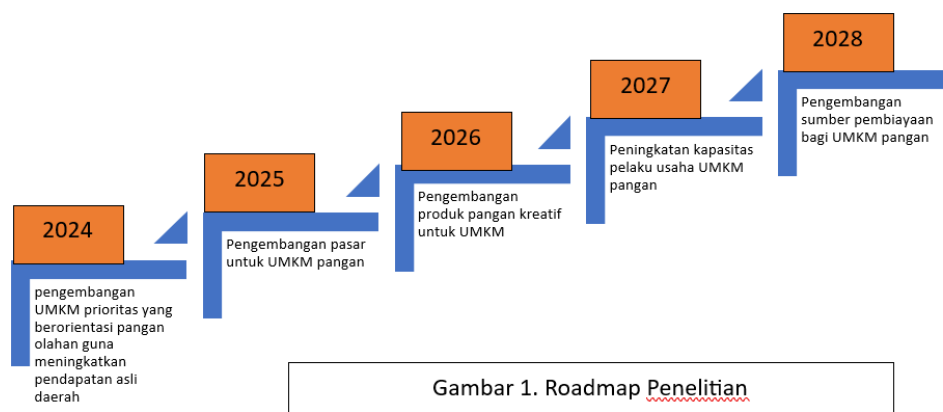 2024
pengembangan
UMKM prioritas yang
berorientasi pangan
olahan guna
meningkatkan
pendapatan asli
daerah
2025
Pengembangan pasar
untuk UMKM pangan
2026
Pengembangan
produk pangan kreatif
untuk UMKM
2027
Peningkatan kapasitas
pelaku usaha UMKM
pangan
2028
Pengembangan
sumber pembiayaan
bagi UMKM pangan
Gambar 1. Roadmap Penelitian